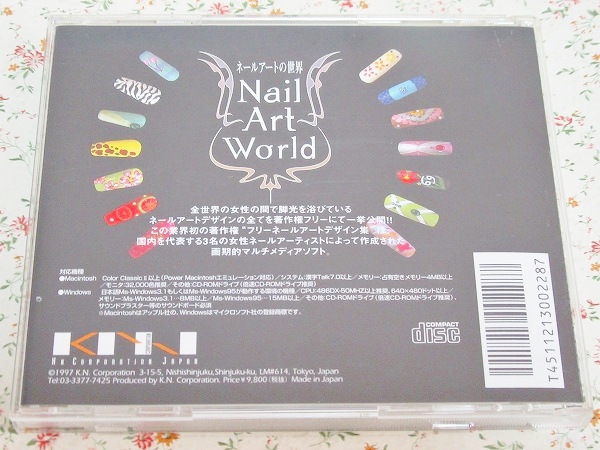 ネールアートの世界
Nail
Art
World
全世界の女性の間で脚光を浴びている
ネールアートデザインの全てを著作権フリーにて一挙公開!!
この業界初の著作権“フリーネールアートデザイン集”は、
国内を代表する3名の女性ネールアーティストによって作成された
画期的マルチメディアソフト。
対応機種
●Macintosh Color Classic II 以上(Power Macintoshエミュレーション対応)/システム:漢字Talk7.0以上/メモリー:占有空きメモリー4MB以上
/モニタ:32,000色推奨/その他:CD-ROMドライブ(倍速CD-ROMドライブ推奨)
●Windows 日本語Ms-Windows3.1もしくはMs-Windows95が動作する環境の機種/CPU:486DX-50MHZ以上推奨、640×480ドット以上/
メモリー:Ms-Windows3.1…8MB以上、Ms-Windows95…15MB以上/その他:CD-ROMドライブ(倍速CD-ROMドライブ推奨)、
サウンドブラスター等のサウンドボード必須
※Macintoshはアップル社の、Windowsはマイクロソフト社の登録商標です。
KN
KN CORPORATION JAPAN
COMPACT
disc
©1997 K.N. Corporation 3-15-5, Nishishinjuku,Shinjuku-ku, LM#614, Tokyo, Japan
Tel:03-3377-7425 Produced by K.N. Corporation. Price¥9,800(税抜) Made in Japan
T4511213002287